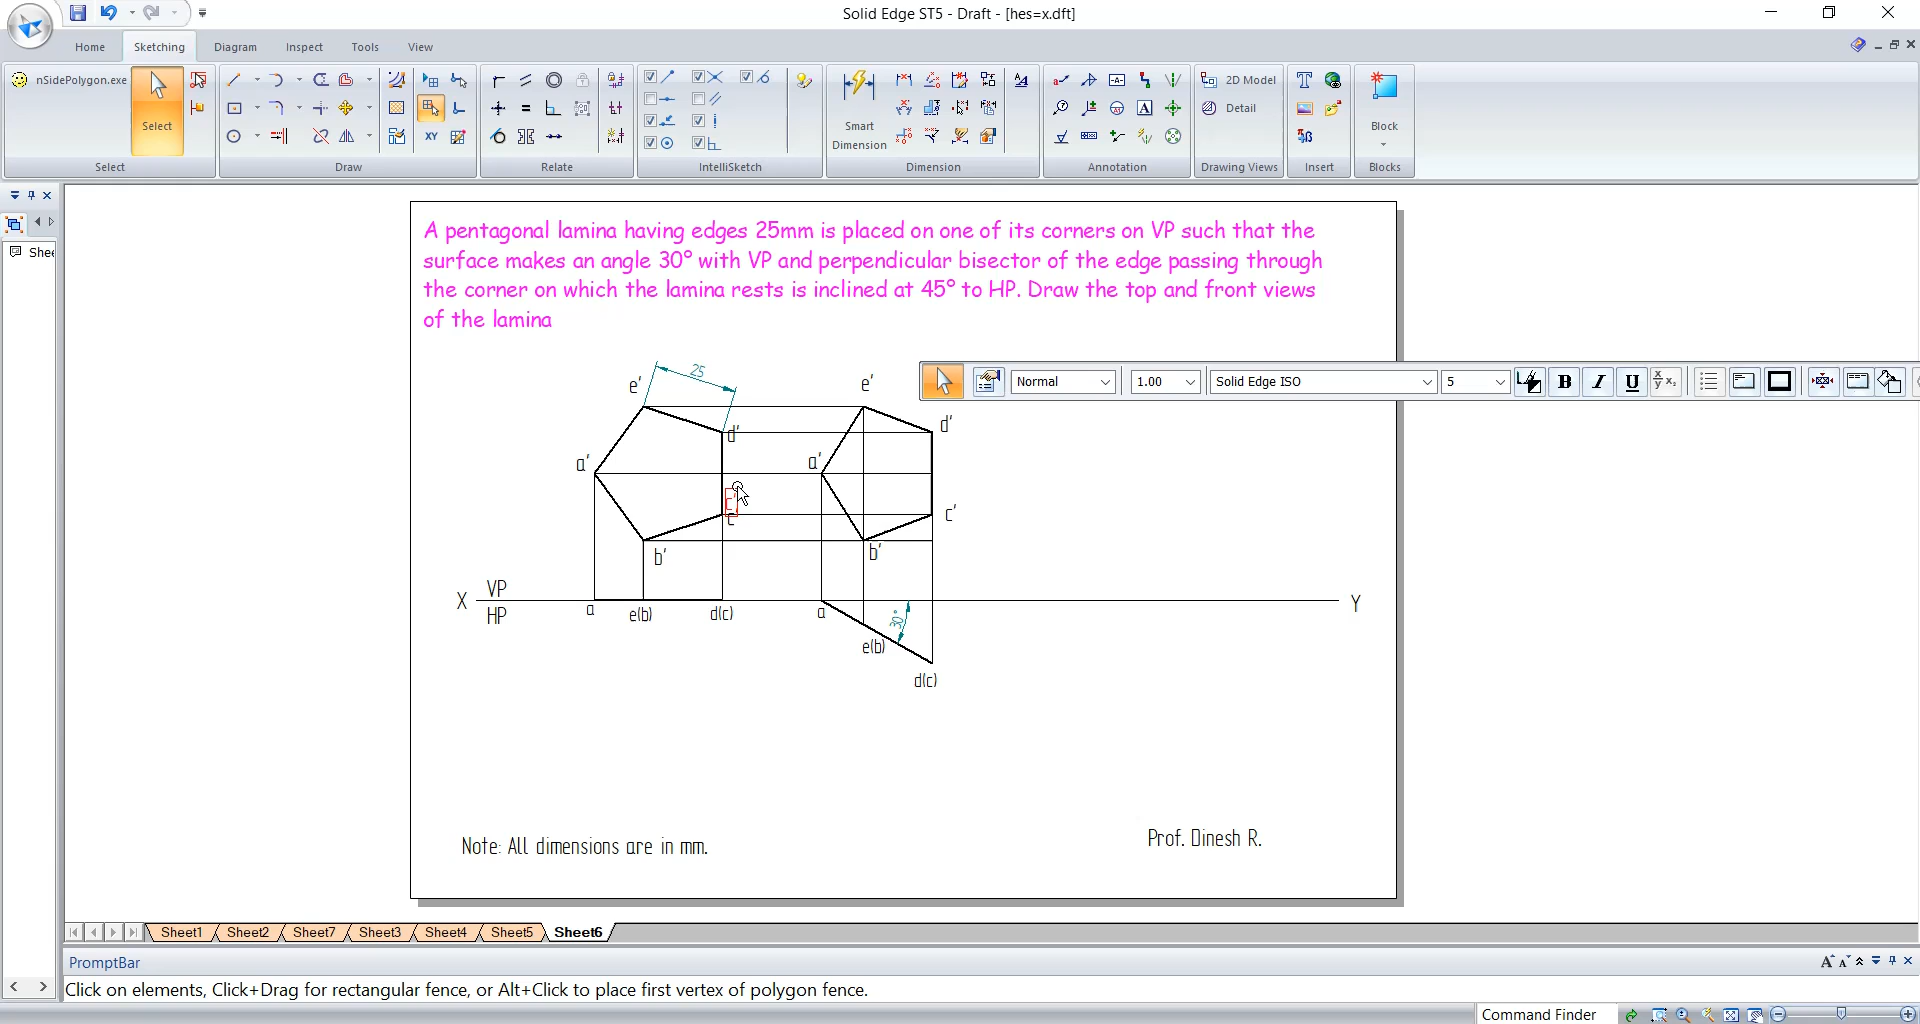 Solid Edge ST5 - Draft - [hes=x.dft]
Home Sketching Diagram Inspect Tools View
nSidePolygon.exe
Select
Smart
Dimension
2D Model
Detail
Block
Select Draw Relate IntelliSketch Dimension Annotation Drawing Views Insert Blocks
A pentagonal lamina having edges 25mm is placed on one of its corners on VP such that the
surface makes an angle 30° with VP and perpendicular bisector of the edge passing through
the corner on which the lamina rests is inclined at 45° to HP. Draw the top and front views
of the lamina
Normal 1.00 Solid Edge ISO 5 B I U
25
e' e'
d' d'
a' a'
c' c'
b' b'
X VP Y
HP
a e(b) d(c) a 30°
e(b)
d(c)
Note: All dimensions are in mm.
Prof. Dinesh R.
Sheet1 Sheet2 Sheet7 Sheet3 Sheet4 Sheet5 Sheet6
PromptBar
Click on elements, Click+Drag for rectangular fence, or Alt+Click to place first vertex of polygon fence.
Command Finder